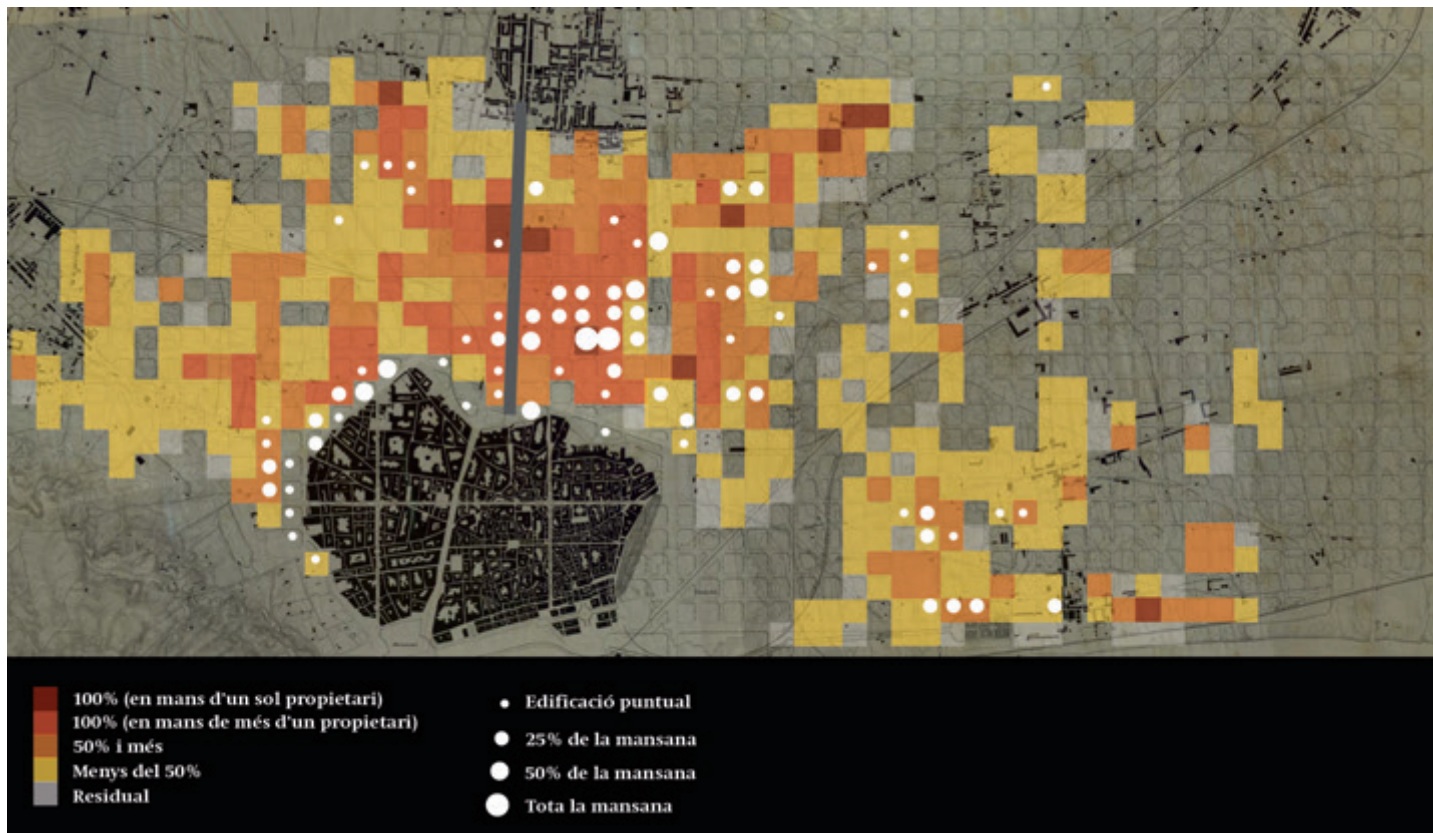 100% (en mans d'un sol propietari)
100% (en mans de més d'un propietari)
50% i més
Menys del 50%
Residual
Edificació puntual
25% de la mansana
50% de la mansana
Tota la mansana